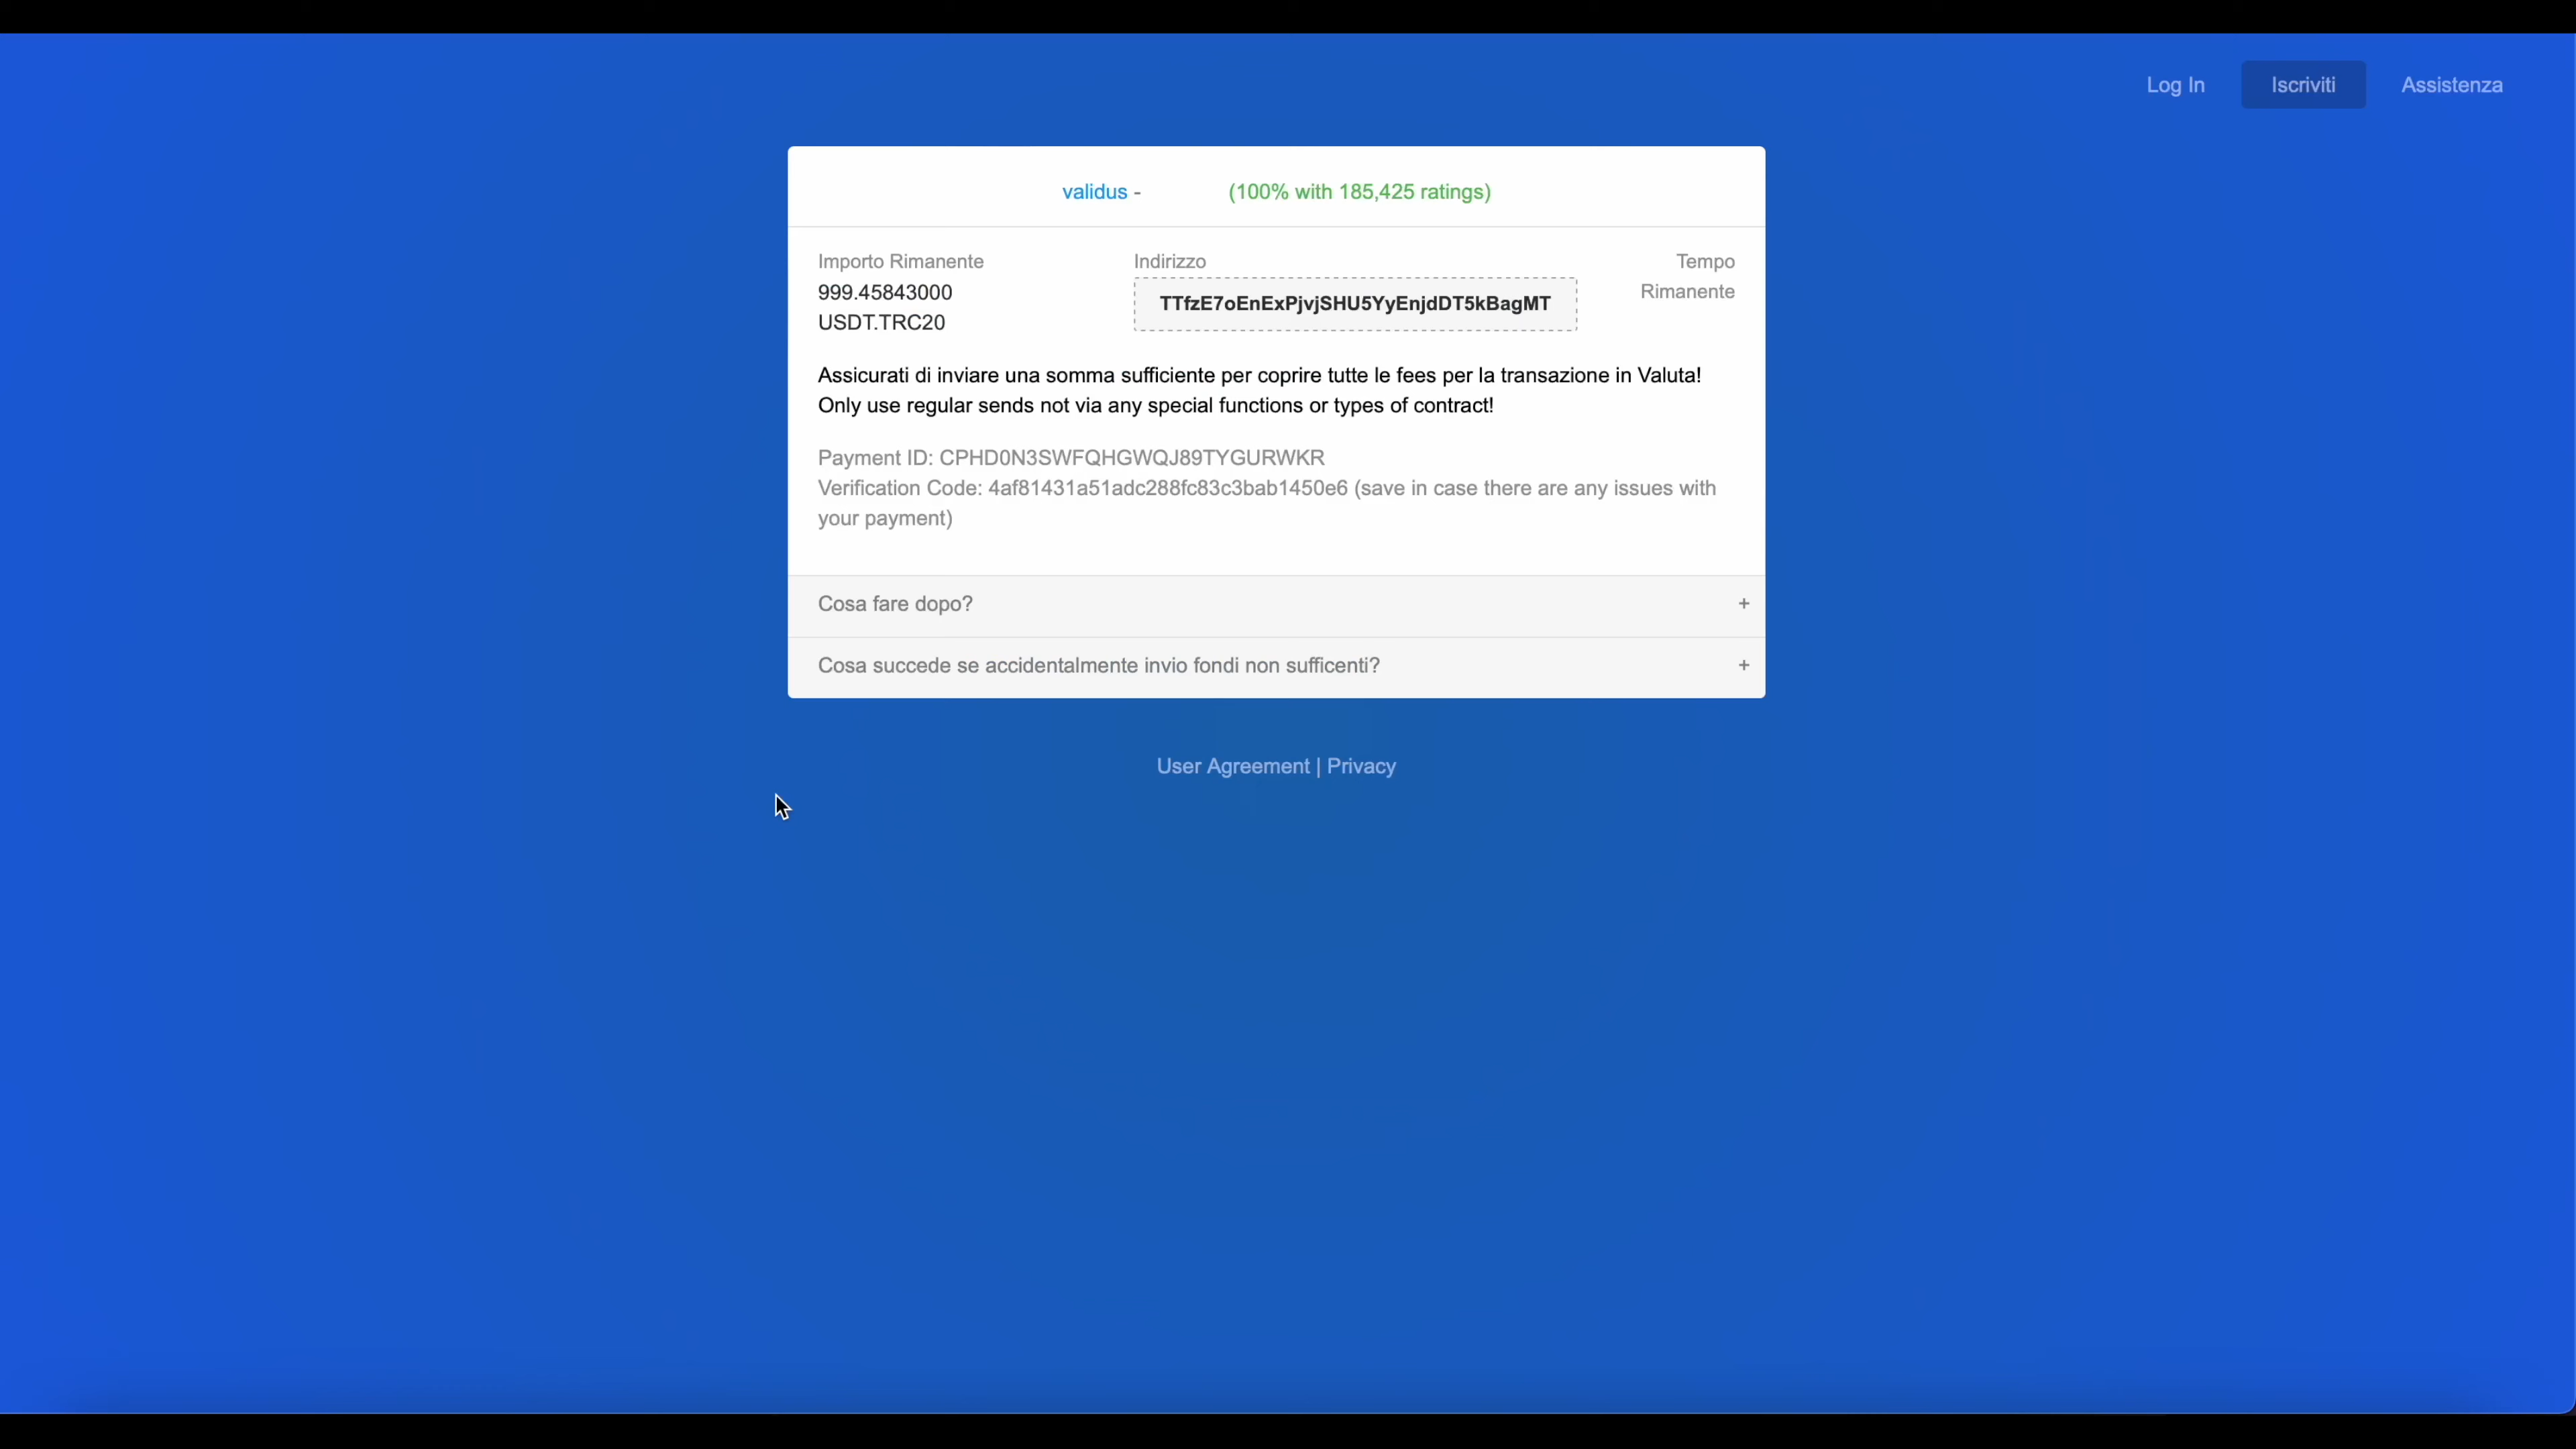 Log In Iscriviti Assistenza
validus - (100% with 185,425 ratings)
Importo Rimanente
999.45843000
USDT.TRC20
Indirizzo
TTfzE7oEnExPjvjSHU5YyEnjdDT5kBagMT
Tempo
Rimanente
Assicurati di inviare una somma sufficiente per coprire tutte le fees per la transazione in Valuta!
Only use regular sends not via any special functions or types of contract!
Payment ID: CPHD0N3SWFQHGWQJ89TYGURWKR
Verification Code: 4af81431a51adc288fc83c3bab1450e6 (save in case there are any issues with
your payment)
Cosa fare dopo? +
Cosa succede se accidentalmente invio fondi non sufficenti? +
User Agreement | Privacy